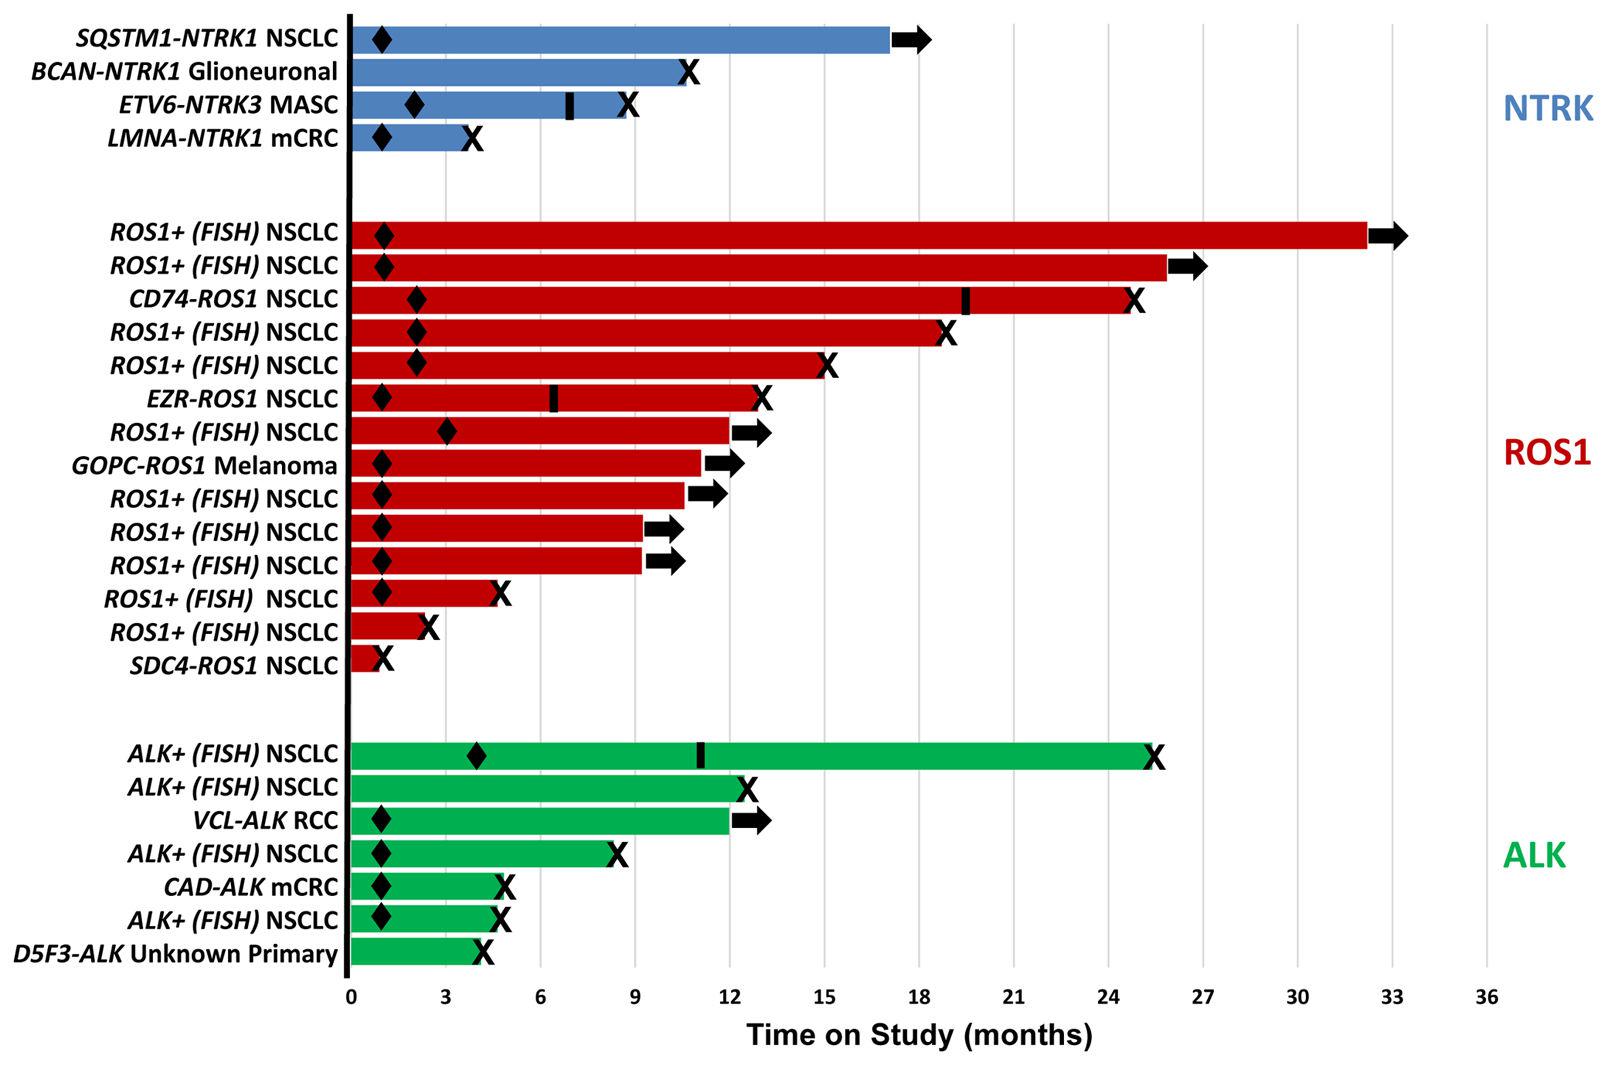 SQSTM1-NTRK1 NSCLC
BCAN-NTRK1 Glioneuronal
ETV6-NTRK3 MASC
LMNA-NTRK1 mCRC
NTRK
ROS1+ (FISH) NSCLC
ROS1+ (FISH) NSCLC
CD74-ROS1 NSCLC
ROS1+ (FISH) NSCLC
ROS1+ (FISH) NSCLC
EZR-ROS1 NSCLC
ROS1+ (FISH) NSCLC
GOPC-ROS1 Melanoma
ROS1+ (FISH) NSCLC
ROS1+ (FISH) NSCLC
ROS1+ (FISH) NSCLC
ROS1+ (FISH) NSCLC
ROS1+ (FISH) NSCLC
SDC4-ROS1 NSCLC
ROS1
ALK+ (FISH) NSCLC
ALK+ (FISH) NSCLC
VCL-ALK RCC
ALK+ (FISH) NSCLC
CAD-ALK mCRC
ALK+ (FISH) NSCLC
D5F3-ALK Unknown Primary
ALK
0 3 6 9 12 15 18 21 24 27 30 33 36
Time on Study (months)